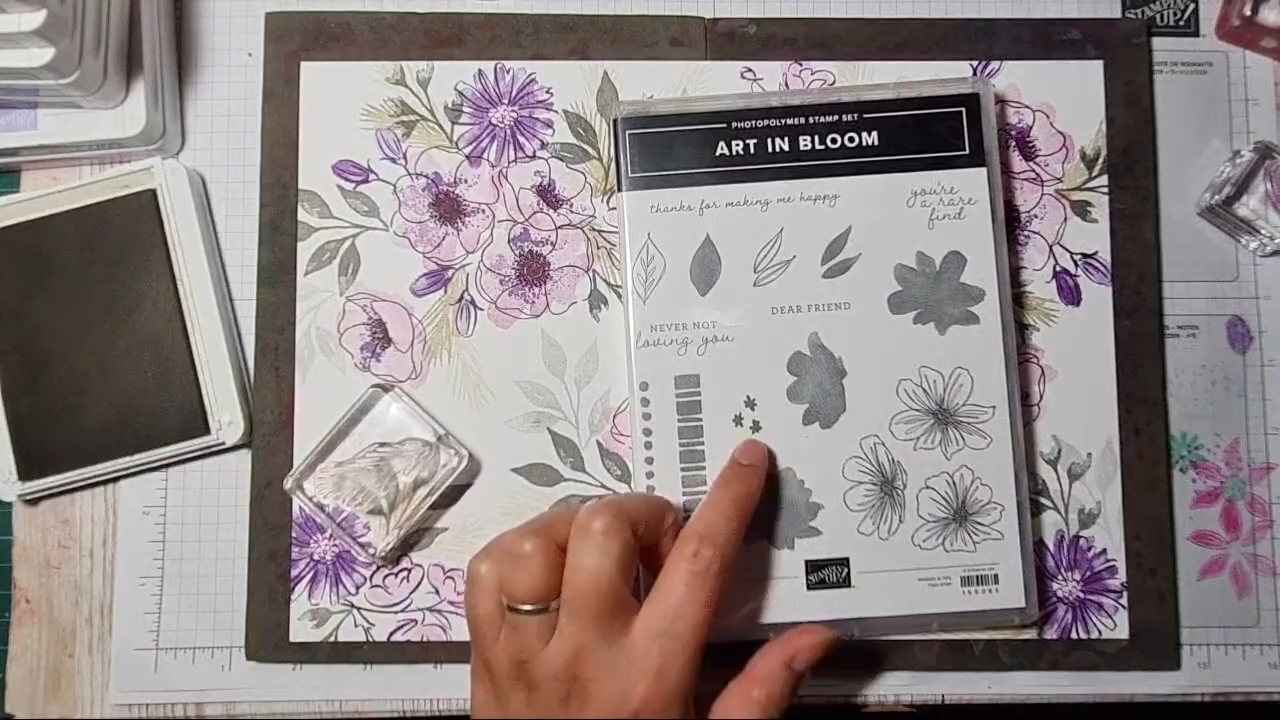 STAMPIN' UP!
PHOTOPOLYMER STAMP SET
ART IN BLOOM
thanks for making me happy
you're
a rare
find
DEAR FRIEND
NEVER NOT
loving you
STAMPIN' UP!